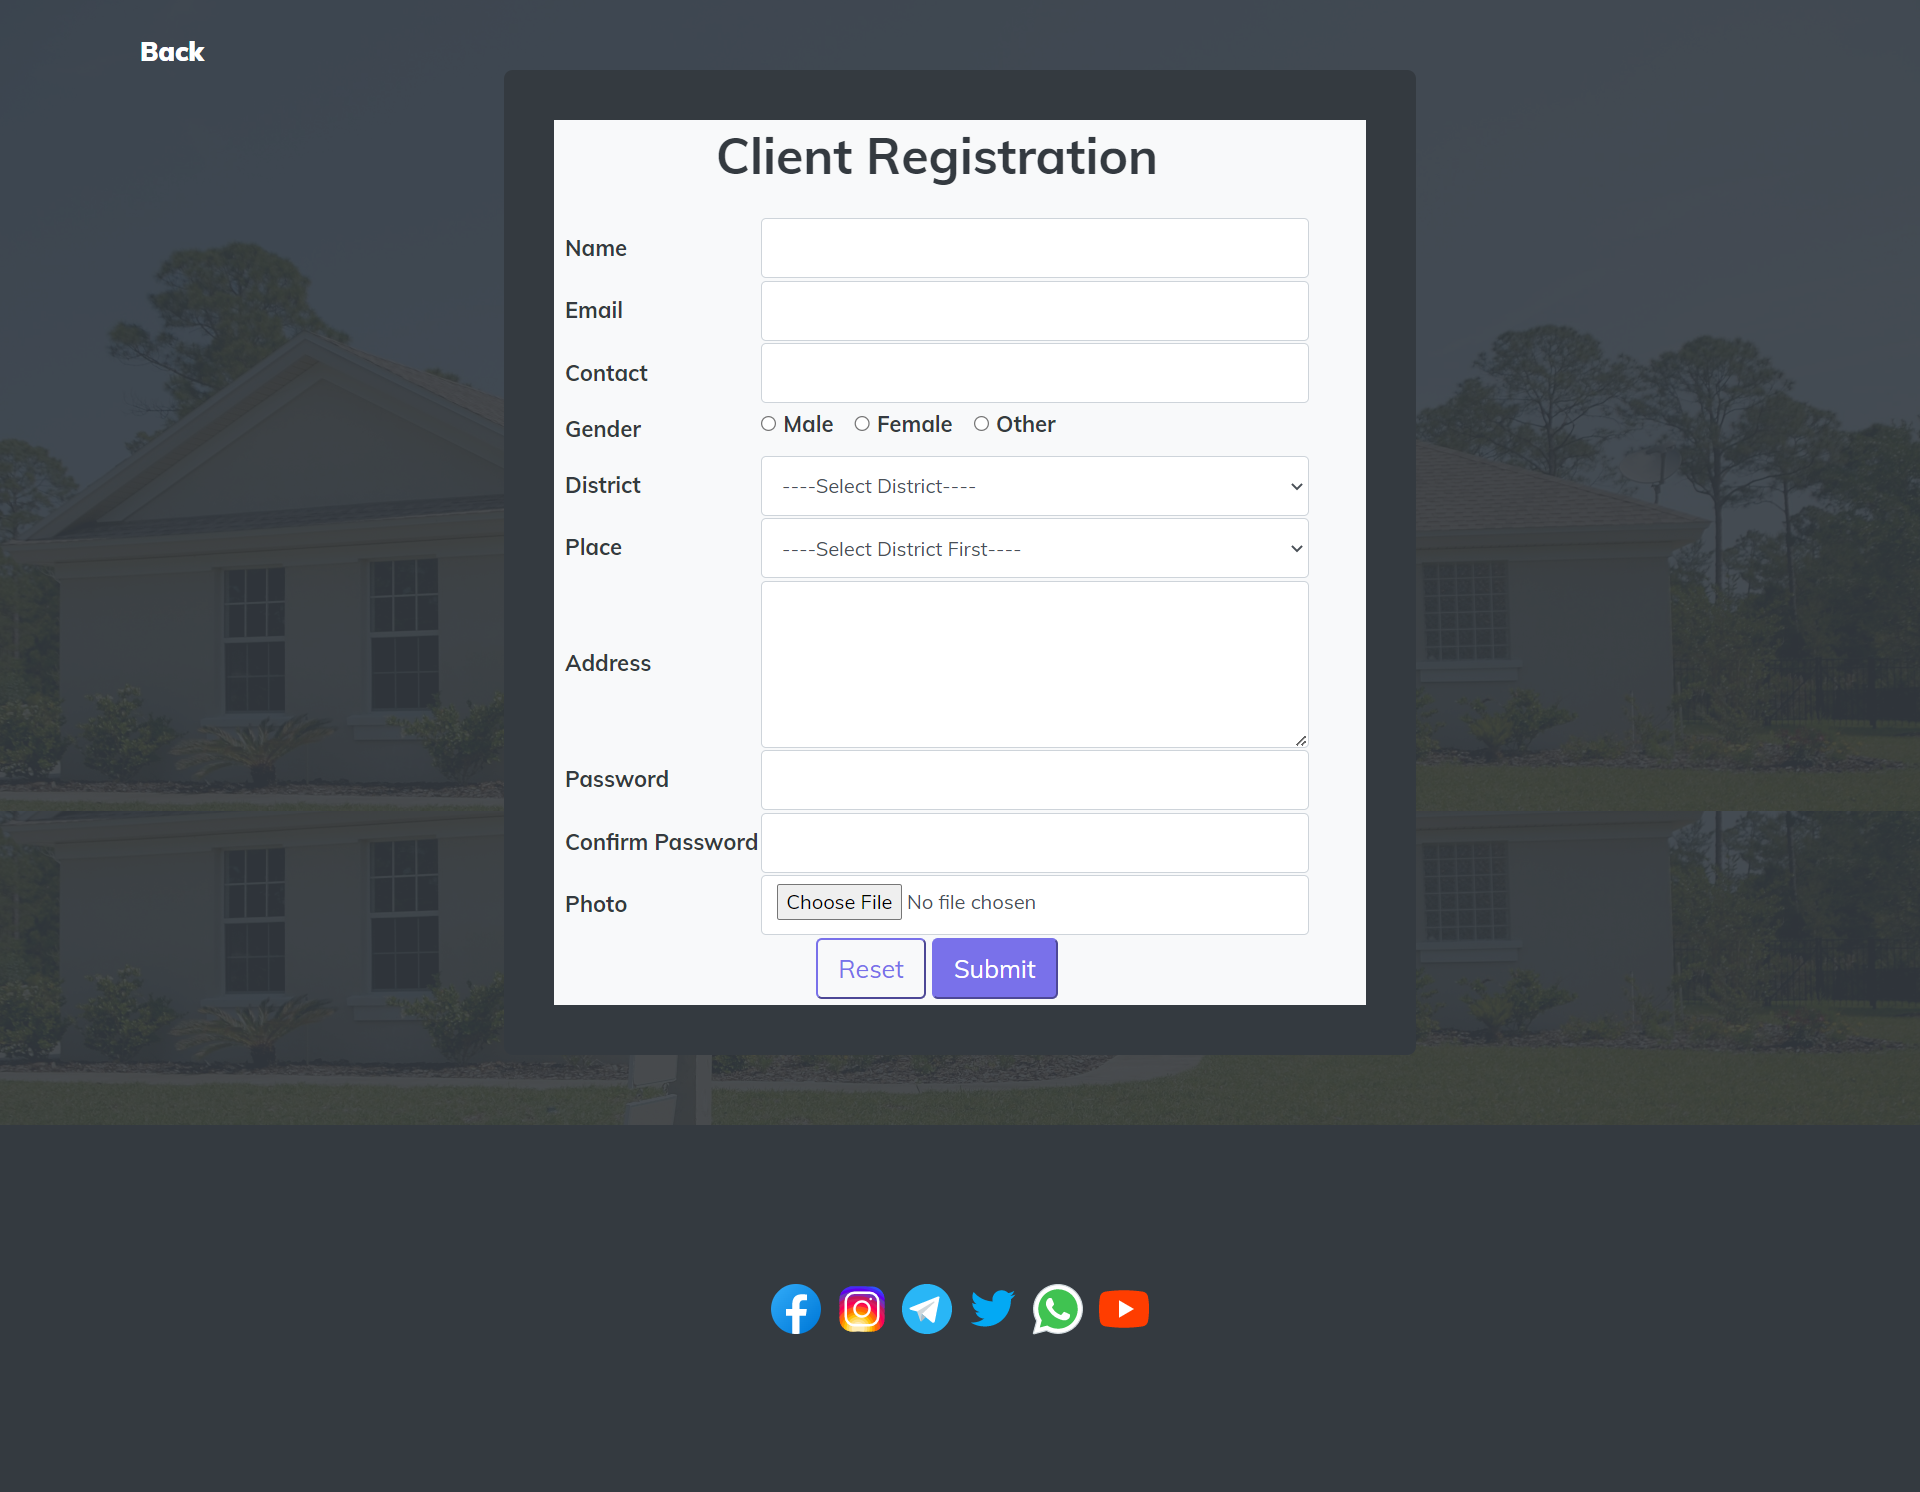 Back
Client Registration
Name
Email
Contact
Gender Male Female Other
District ----Select District----
Place ----Select District First----
Address
Password
Confirm Password
Photo Choose File No file chosen
Reset Submit